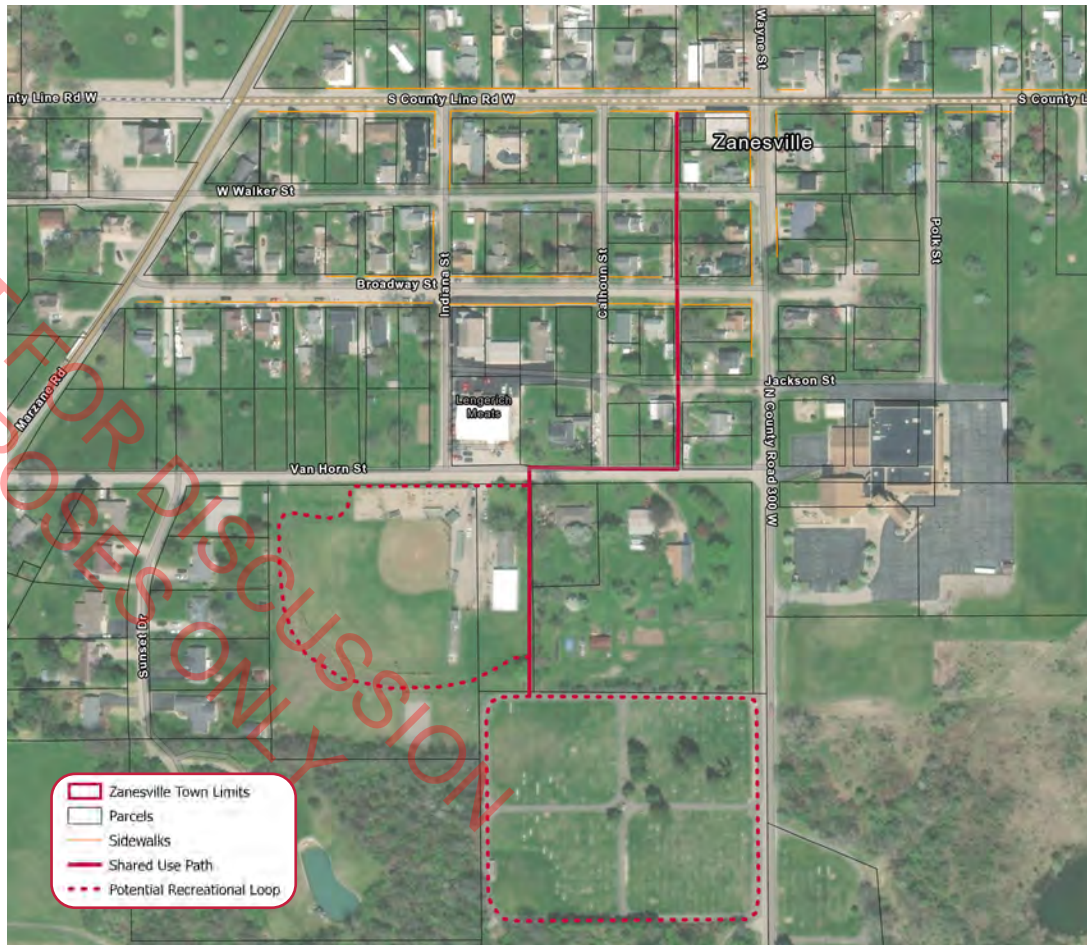 Wayne St
nty Line Rd W
S County Line Rd W
S County L
Zanesville
W Walker St
Indiana St
Calhoun St
Polk St
Broadway St
Marzane Rd
Jackson St
Lengerich
Meats
N County Road 300 W
Van Horn St
Sunset Dr
T FOR DISCUSSION
POSES ONLY
Zanesville Town Limits
Parcels
Sidewalks
Shared Use Path
Potential Recreational Loop